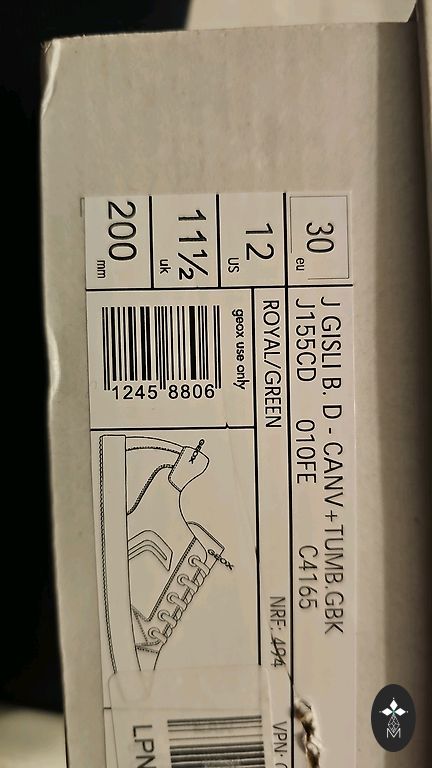 30 eu
12 US
11½ uk
200 mm
J GISLI B. D - CANV+TUMB.GBK
J155CD 010FE C4165
ROYAL/GREEN NRF: 494 VPN:
geox use only
1245 8806
GEOX
LPN
M